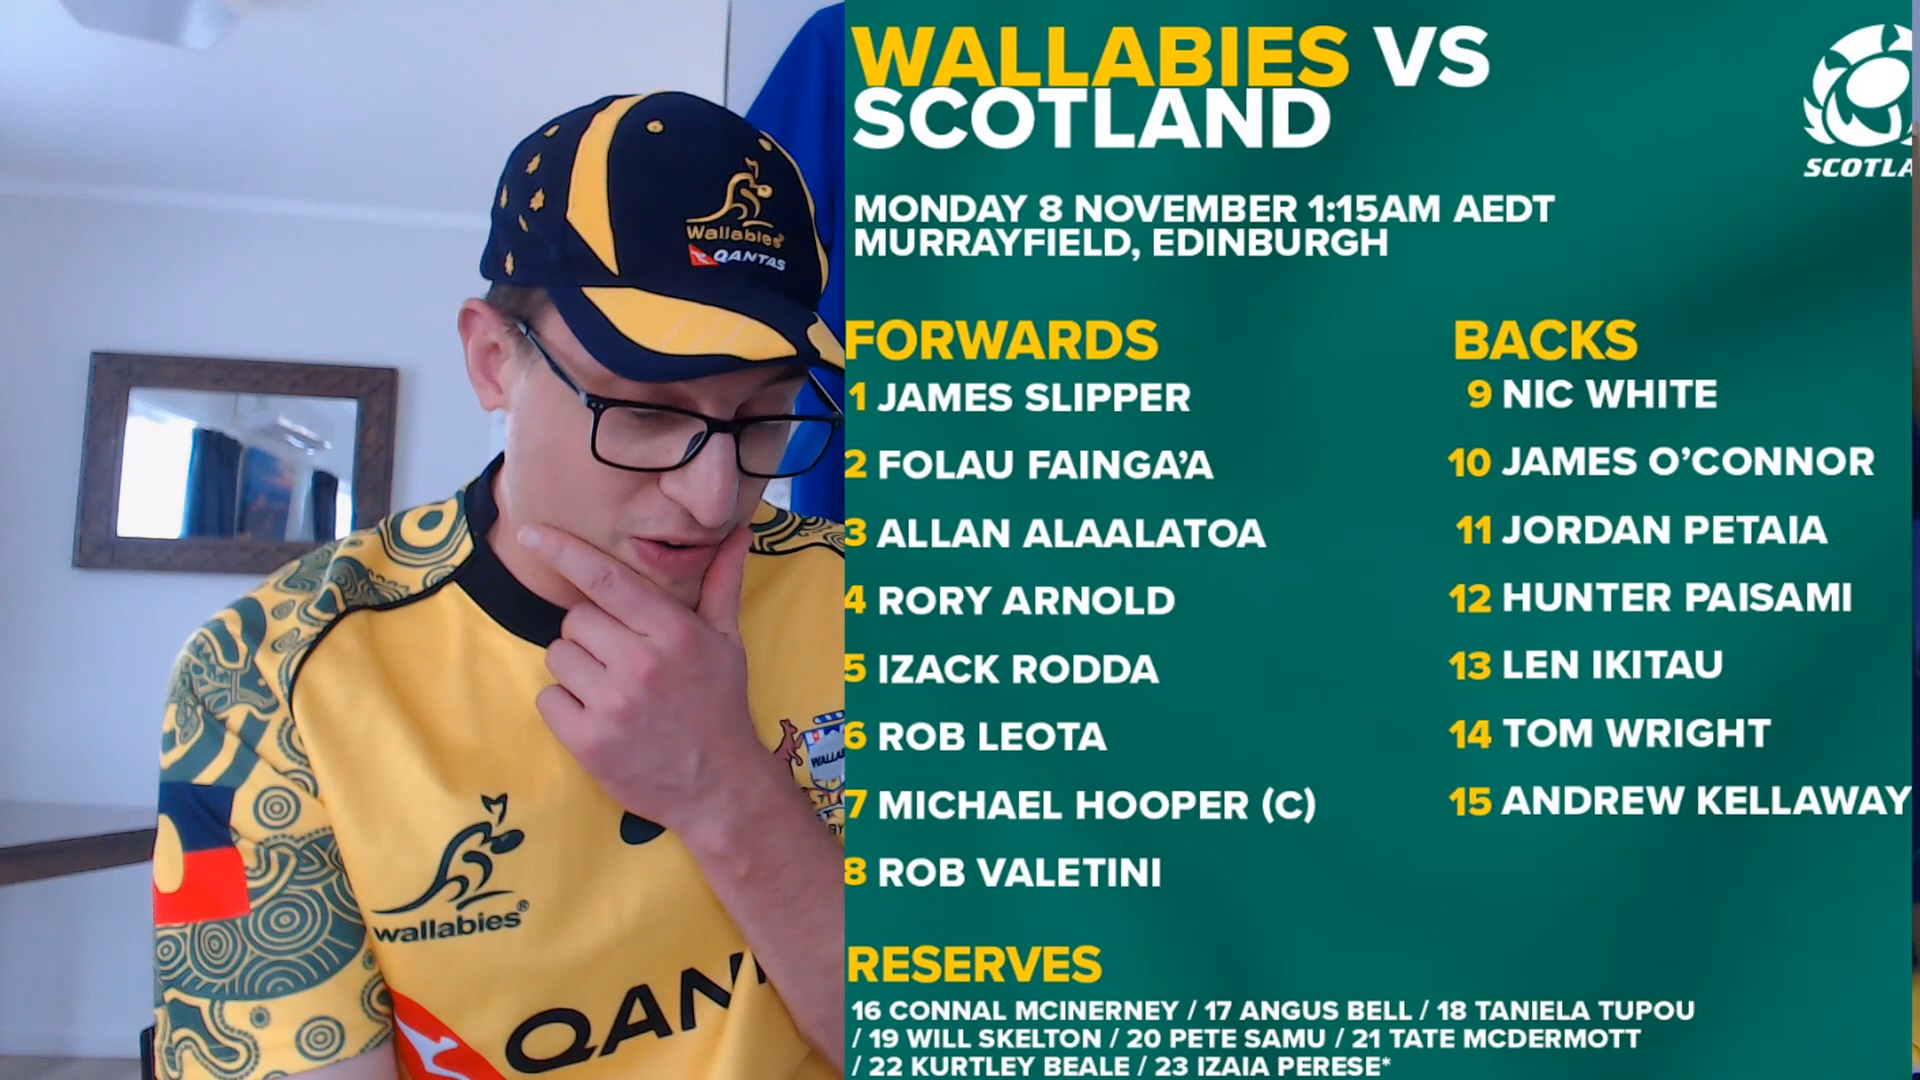 Wallabies
QANTAS
wallabies
WALLABIES VS
SCOTLAND
MONDAY 8 NOVEMBER 1:15AM AEDT
MURRAYFIELD, EDINBURGH
FORWARDS
1 JAMES SLIPPER
2 FOLAU FAINGA’A
3 ALLAN ALAALATOA
4 RORY ARNOLD
5 IZACK RODDA
6 ROB LEOTA
7 MICHAEL HOOPER (C)
8 ROB VALETINI
BACKS
9 NIC WHITE
10 JAMES O’CONNOR
11 JORDAN PETAIA
12 HUNTER PAISAMI
13 LEN IKITAU
14 TOM WRIGHT
15 ANDREW KELLAWAY
RESERVES
16 CONNAL MCINERNEY / 17 ANGUS BELL / 18 TANIELA TUPOU
/ 19 WILL SKELTON / 20 PETE SAMU / 21 TATE MCDERMOTT
/ 22 KURTLEY BEALE / 23 IZAIA PERESE*